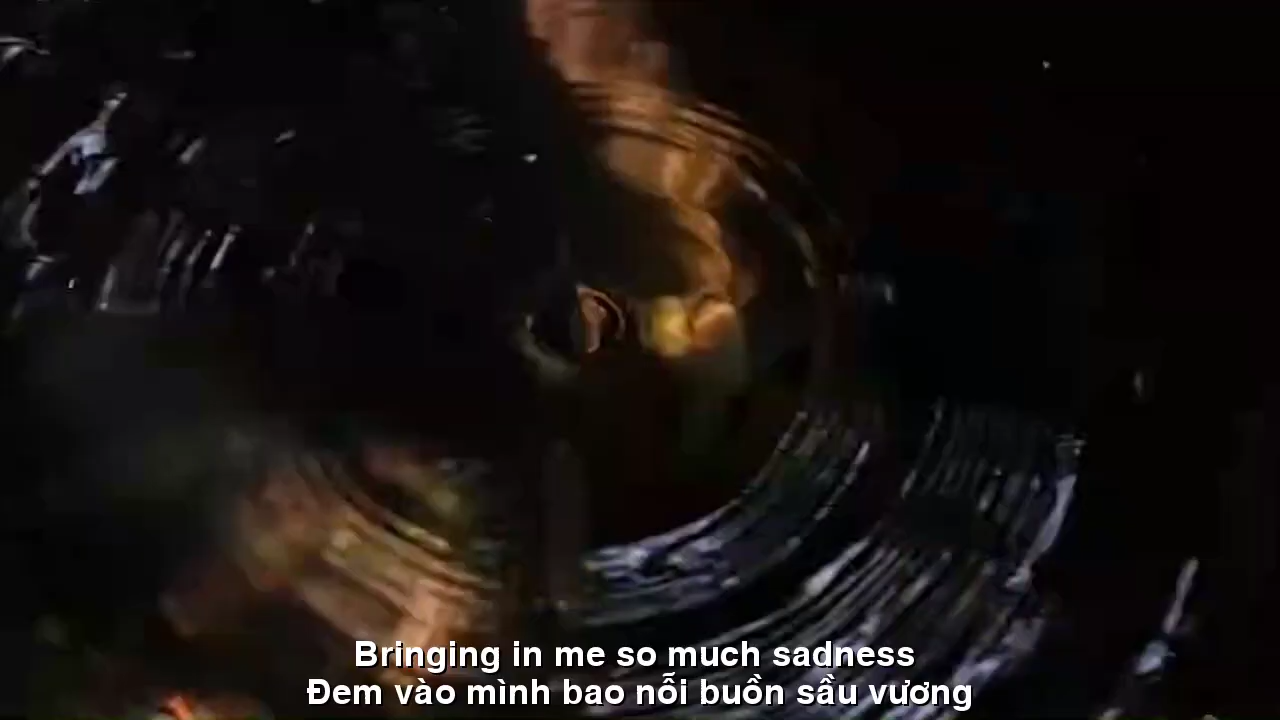 Bringing in me so much sadness
Đem vào mình bao nỗi buồn sầu vương